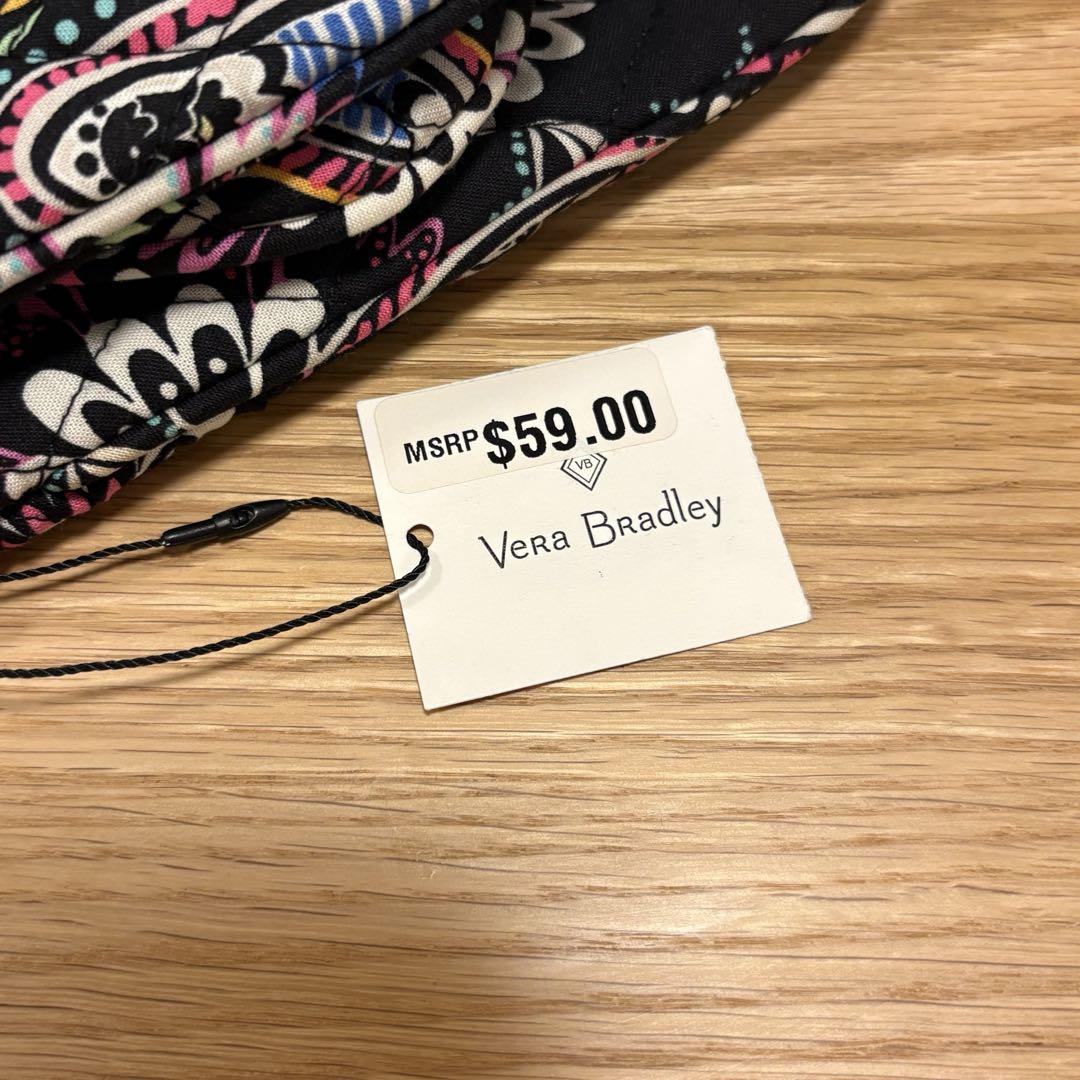 MSRP $59.00
VB
Vera Bradley